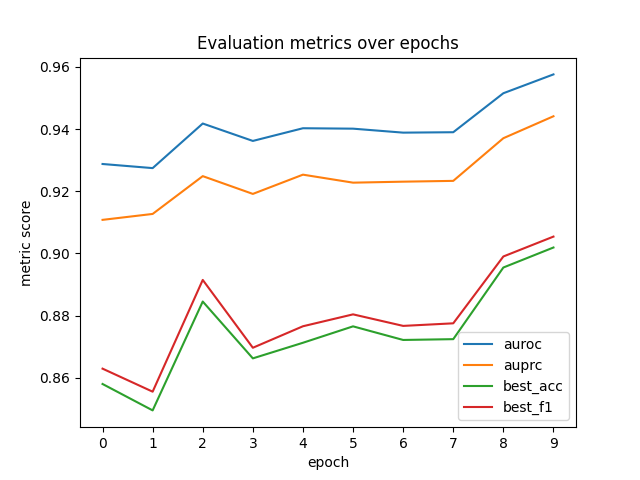 Evaluation metrics over epochs
metric score
0.96
0.94
0.92
0.90
0.88
0.86
auroc
auprc
best_acc
best_f1
0 1 2 3 4 5 6 7 8 9
epoch